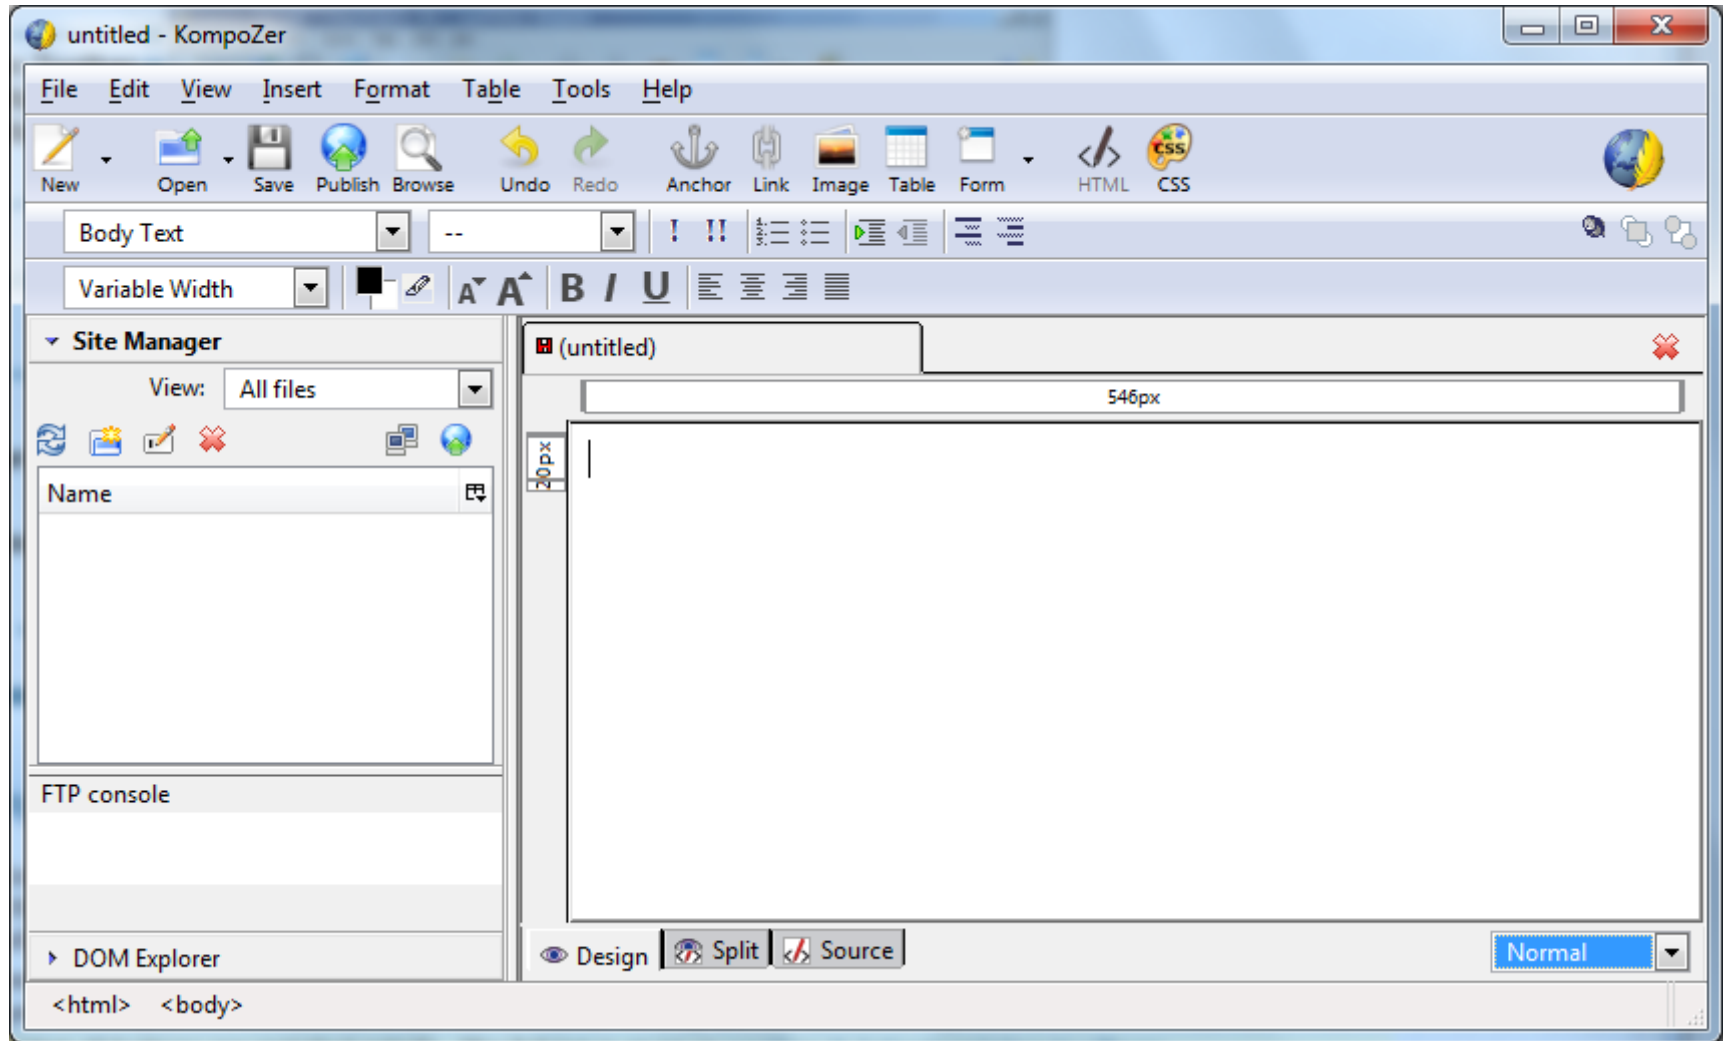 untitled - KompoZer
File Edit View Insert Format Table Tools Help
New Open Save Publish Browse Undo Redo Anchor Link Image Table Form HTML CSS
Body Text --
Variable Width A A B I U
Site Manager
(untitled)
View: All files
546px
20px
Name
FTP console
DOM Explorer
Design Split Source Normal
<html> <body>